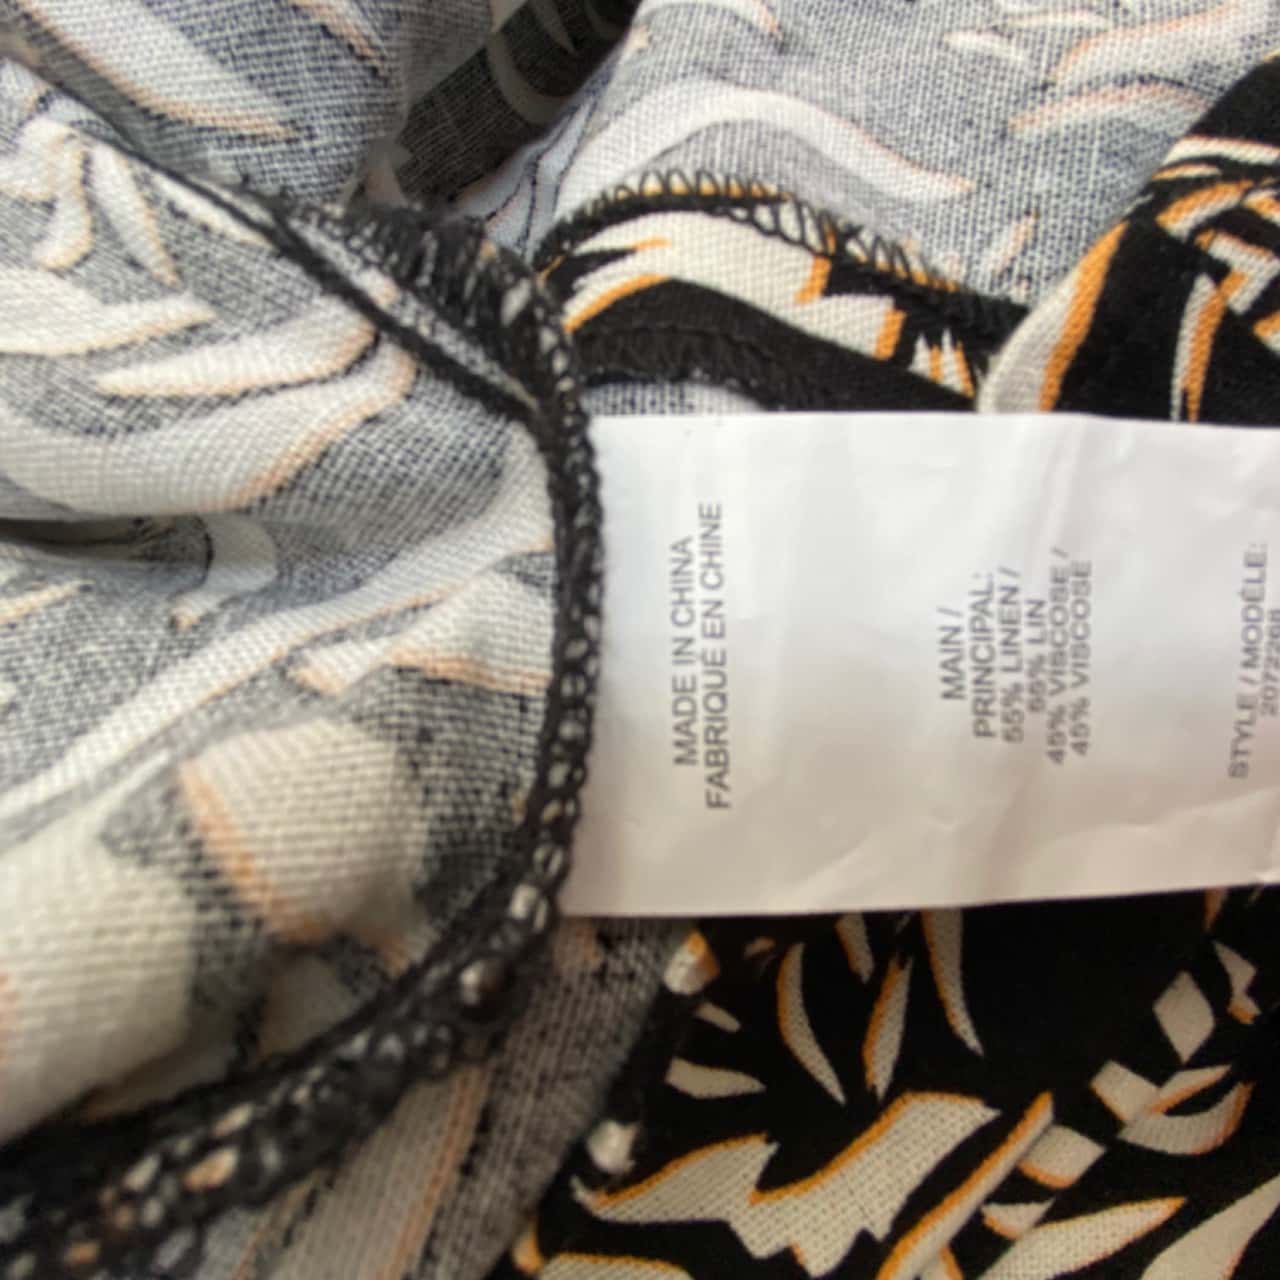 MADE IN CHINA
FABRIQUÉ EN CHINE
MAIN /
PRINCIPAL:
55% LINEN /
55% LIN
45% VISCOSE /
45% VISCOSE
STYLE / MODÈLE: